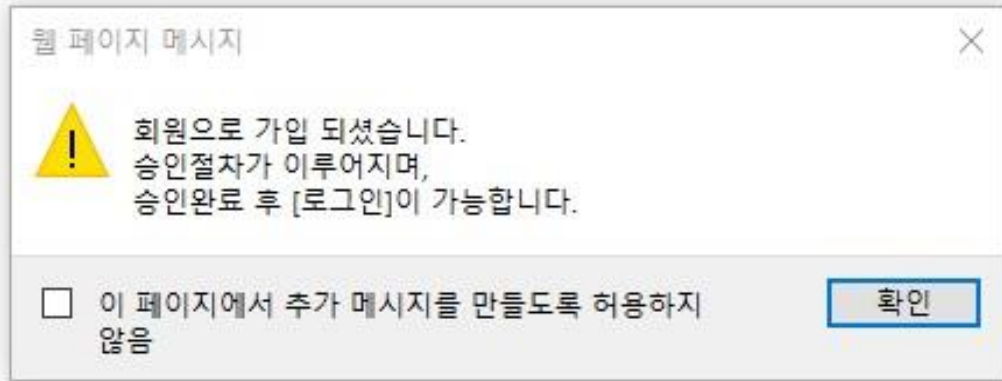 웹 페이지 메시지
회원으로 가입 되셨습니다.
승인절차가 이루어지며,
승인완료 후 [로그인]이 가능합니다.
이 페이지에서 추가 메시지를 만들도록 허용하지
않음
확인